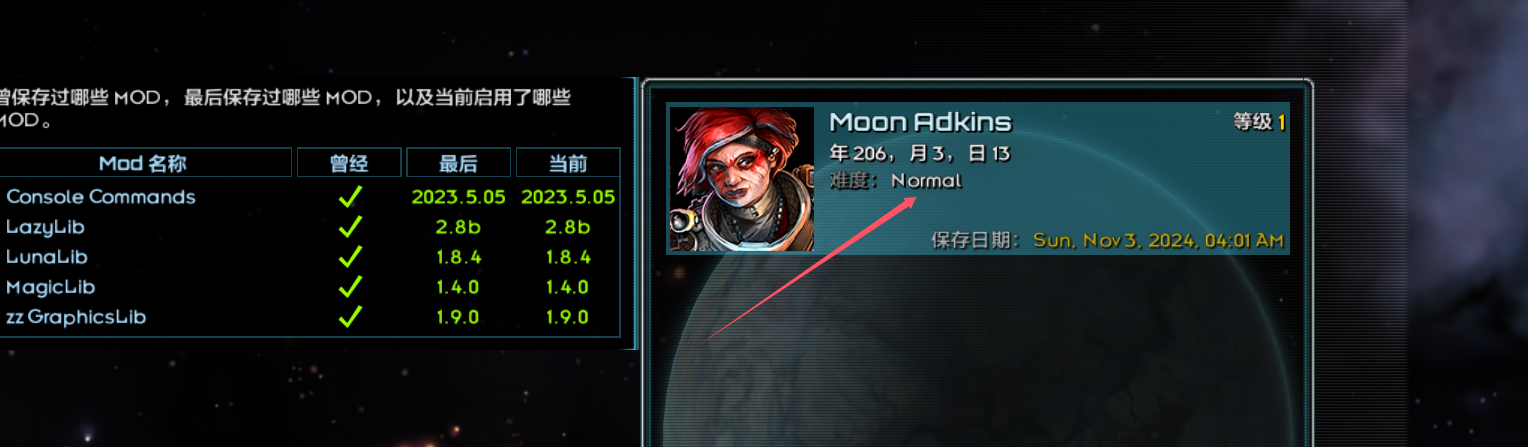 曾保存过哪些 MOD，最后保存过哪些 MOD，以及当前启用了哪些
MOD。
Mod 名称 曾经 最后 当前
Console Commands ✓ 2023.5.05 2023.5.05
LazyLib ✓ 2.8b 2.8b
LunaLib ✓ 1.8.4 1.8.4
MagicLib ✓ 1.4.0 1.4.0
zz GraphicsLib ✓ 1.9.0 1.9.0
Moon Adkins 等级 1
年 206，月 3，日 13
难度：Normal
保存日期：Sun, Nov 3, 2024, 04:01 AM